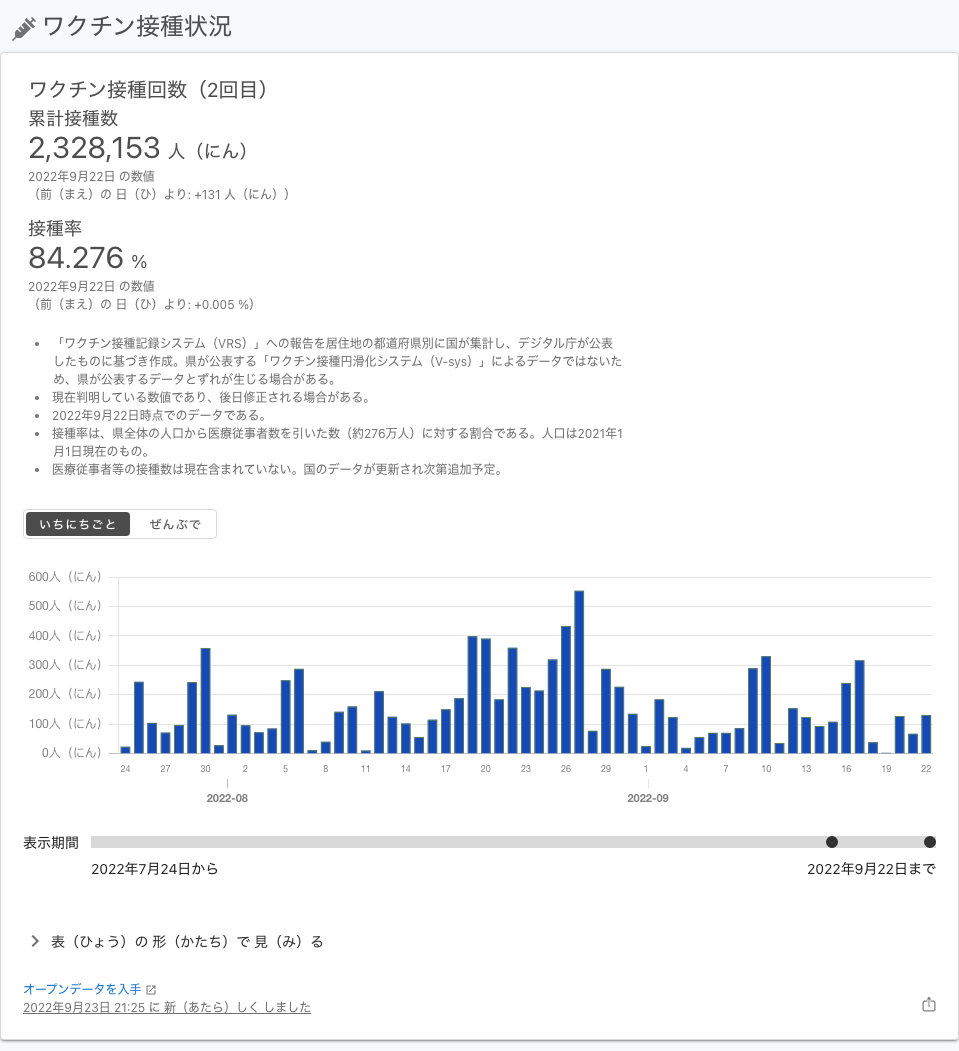 ワクチン接種状況
ワクチン接種回数（2回目）
累計接種数
2,328,153 人（にん）
2022年9月22日 の数値
（前（まえ）の 日（ひ）より: +131 人（にん））
接種率
84.276 %
2022年9月22日 の数値
（前（まえ）の 日（ひ）より: +0.005 %）
• 「ワクチン接種記録システム（VRS）」への報告を居住地の都道府県別に国が集計し、デジタル庁が公表
したものに基づき作成。県が公表する「ワクチン接種円滑化システム（V-sys）」によるデータではないた
め、県が公表するデータとずれが生じる場合がある。
• 現在判明している数値であり、後日修正される場合がある。
• 2022年9月22日時点でのデータである。
• 接種率は、県全体の人口から医療従事者数を引いた数（約276万人）に対する割合である。人口は2021年1
月1日現在のもの。
• 医療従事者等の接種数は現在含まれていない。国のデータが更新され次第追加予定。
いちにちごと ぜんぶで
600人（にん）
500人（にん）
400人（にん）
300人（にん）
200人（にん）
100人（にん）
0人（にん）
24 27 30 2 5 8 11 14 17 20 23 26 29 1 4 7 10 13 16 19 22
2022-08 2022-09
表示期間
2022年7月24日から 2022年9月22日まで
表（ひょう）の 形（かたち）で 見（み）る
オープンデータを入手
2022年9月23日 21:25 に 新（あたら）しく しました